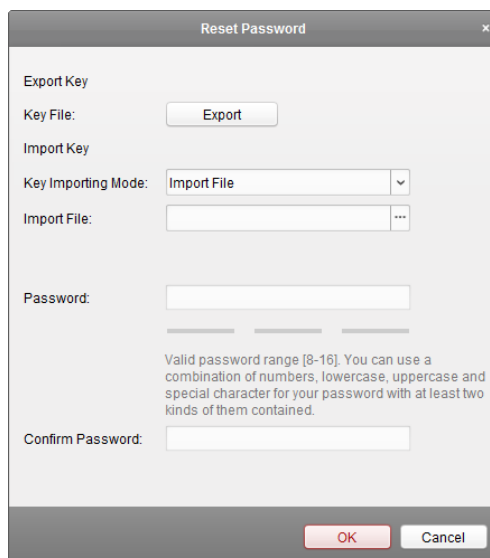 Reset Password ×
Export Key
Key File: Export
Import Key
Key Importing Mode: Import File
Import File: ...
Password:
Valid password range [8-16]. You can use a
combination of numbers, lowercase, uppercase and
special character for your password with at least two
kinds of them contained.
Confirm Password:
OK Cancel